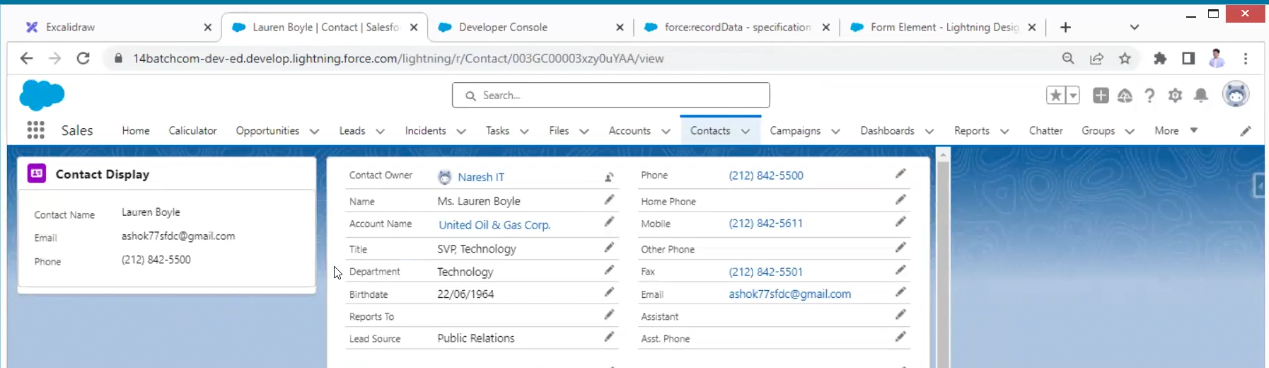 Excalidraw
Lauren Boyle | Contact | Salesfo
Developer Console
force:recordData - specification
Form Element - Lightning Desig
14batchcom-dev-ed.develop.lightning.force.com/lightning/r/Contact/003GC00003xzy0uYAA/view
Search...
Sales Home Calculator Opportunities Leads Incidents Tasks Files Accounts Contacts Campaigns Dashboards Reports Chatter Groups More
Contact Display
Contact Name Lauren Boyle
Email ashok77sfdc@gmail.com
Phone (212) 842-5500
Contact Owner Naresh IT
Name Ms. Lauren Boyle
Account Name United Oil & Gas Corp.
Title SVP, Technology
Department Technology
Birthdate 22/06/1964
Reports To
Lead Source Public Relations
Phone (212) 842-5500
Home Phone
Mobile (212) 842-5611
Other Phone
Fax (212) 842-5501
Email ashok77sfdc@gmail.com
Assistant
Asst. Phone